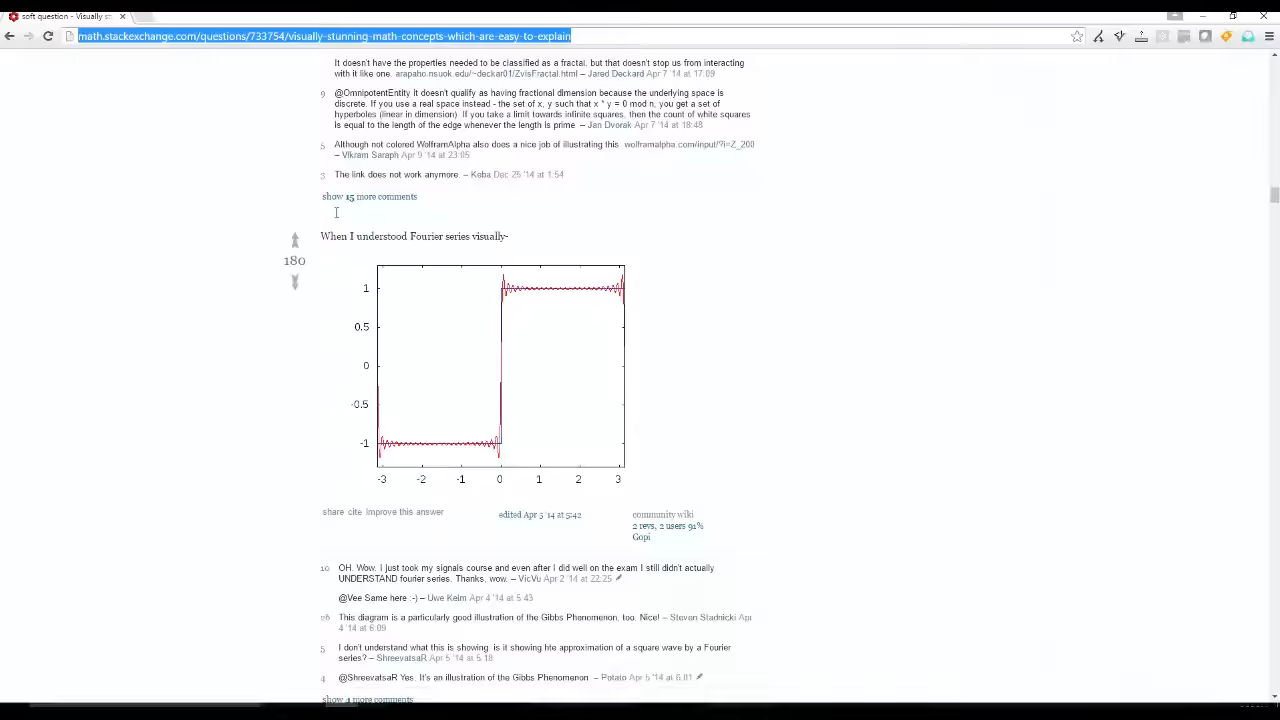 soft question - Visually s
math.stackexchange.com/questions/733754/visually-stunning-math-concepts-which-are-easy-to-explain
It doesn't have the properties needed to be classified as a fractal, but that doesn't stop us from interacting
with it like one. arapaho.nsuok.edu/~deckar01/ZvisFractal.html – Jared Deckard Apr 7 '14 at 17:09
9 @OmnipotentEntity It doesn't qualify as having fractional dimension because the underlying space is
discrete. If you use a real space instead - the set of x, y such that x * y = 0 mod n, you get a set of
hyperboles (linear in dimension). If you take a limit towards infinite squares, then the count of white squares
is equal to the length of the edge whenever the length is prime – Jan Dvorak Apr 7 '14 at 18:48
5 Although not colored WolframAlpha also does a nice job of illustrating this wolframalpha.com/input/?i=Z_200
– Vikram Saraph Apr 9 '14 at 23:05
3 The link does not work anymore. – Keba Dec 25 '14 at 1:54
show 15 more comments
When I understood Fourier series visually-
180
1
0.5
0
-0.5
-1
-3 -2 -1 0 1 2 3
share cite improve this answer
edited Apr 5 '14 at 5:42
community wiki
2 revs, 2 users 91%
Gopi
10 OH. Wow. I just took my signals course and even after I did well on the exam I still didn't actually
UNDERSTAND fourier series. Thanks, wow. – VicVu Apr 2 '14 at 22:25
@Vee Same here :-) – Uwe Keim Apr 4 '14 at 5:43
This diagram is a particularly good illustration of the Gibbs Phenomenon, too. Nice! – Steven Stadnicki Apr
4 '14 at 6:09
5 I don't understand what this is showing is it showing hte approximation of a square wave by a Fourier
series? – ShreevatsaR Apr 5 '14 at 5:18
4 @ShreevatsaR Yes. It's an illustration of the Gibbs Phenomenon – Potato Apr 5 '14 at 6:01
show 4 more comments